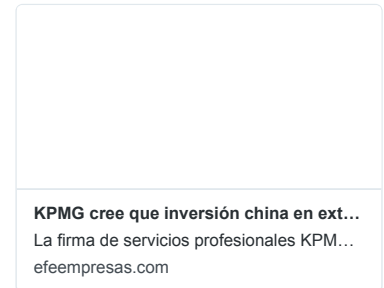 KPMG cree que inversión china en ext...
La firma de servicios profesionales KPM...
efeempresas.com